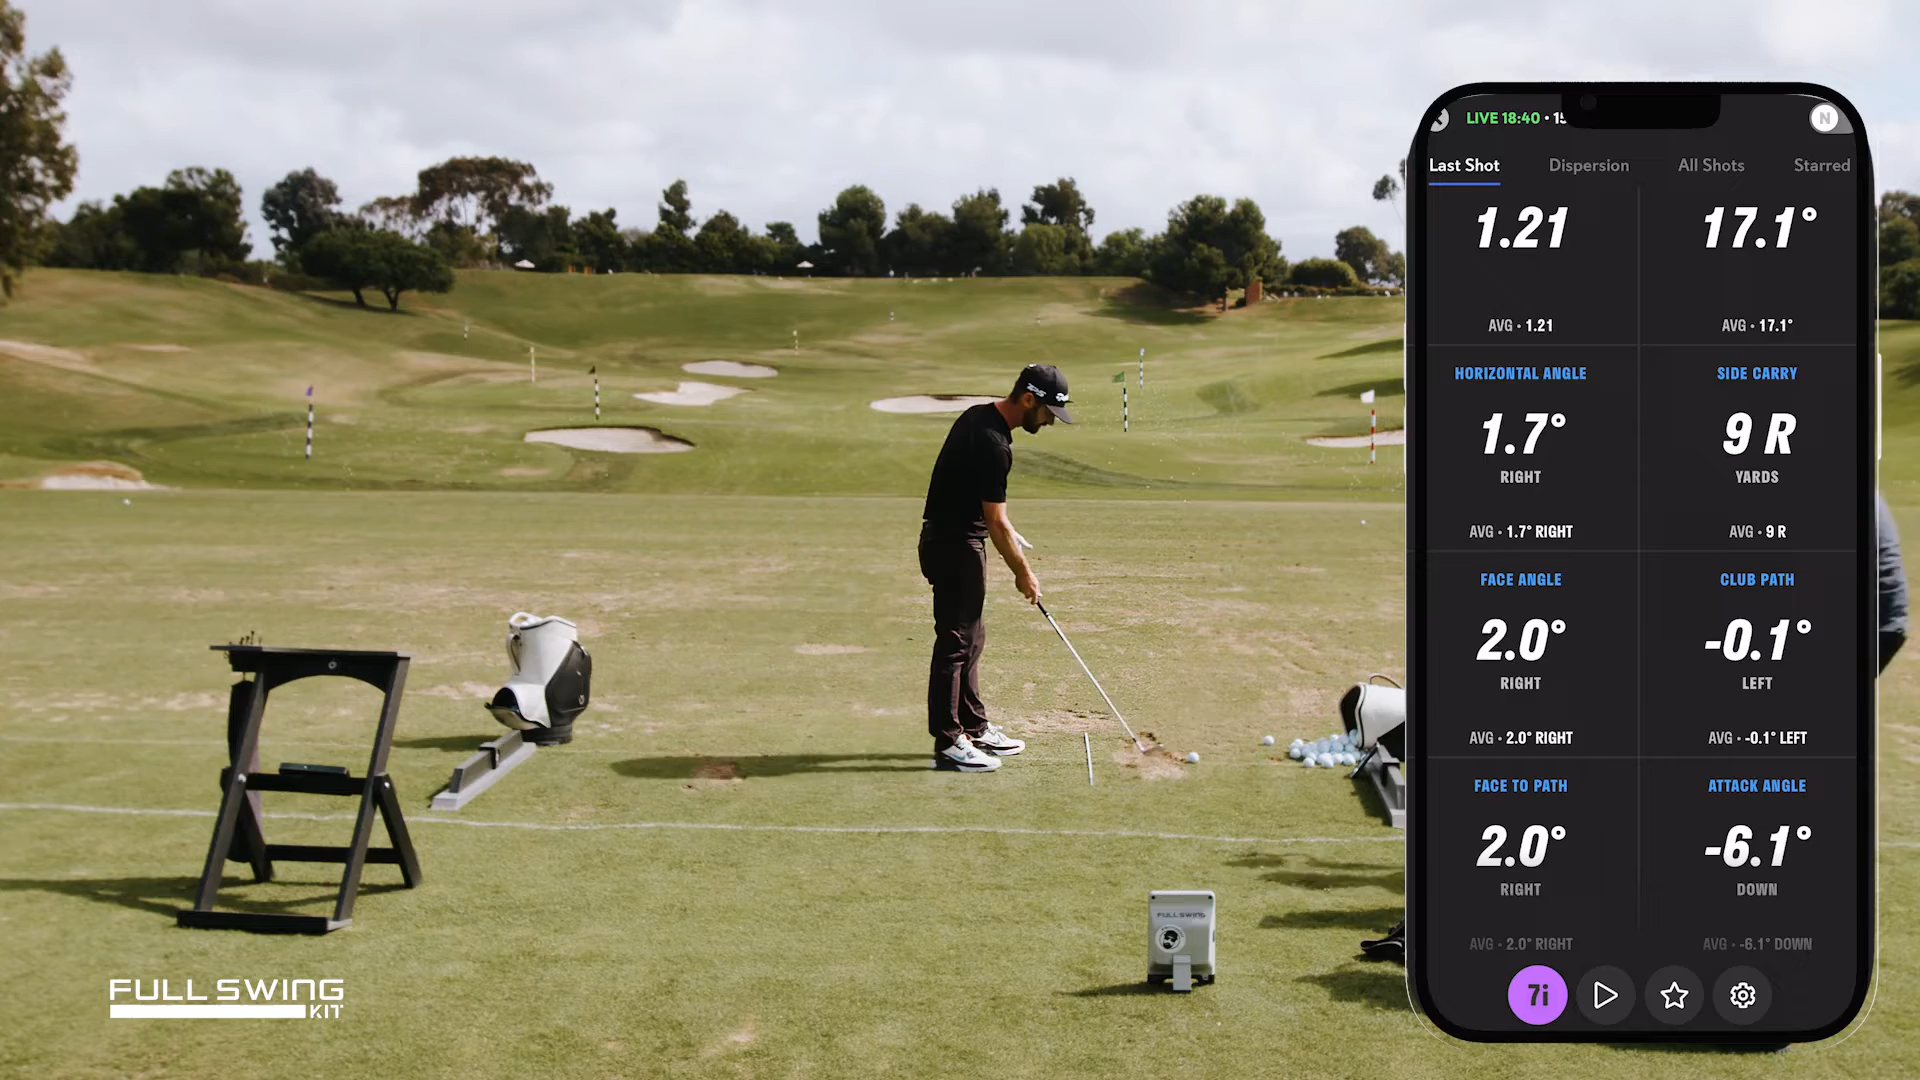 LIVE 18:40 • 15
N
Last Shot Dispersion All Shots Starred
1.21 17.1°
AVG • 1.21 AVG • 17.1°
HORIZONTAL ANGLE SIDE CARRY
1.7° 9 R
RIGHT YARDS
AVG • 1.7° RIGHT AVG • 9 R
FACE ANGLE CLUB PATH
2.0° -0.1°
RIGHT LEFT
AVG • 2.0° RIGHT AVG • -0.1° LEFT
FACE TO PATH ATTACK ANGLE
2.0° -6.1°
RIGHT DOWN
AVG • 2.0° RIGHT AVG • -6.1° DOWN
7i
FULL SWING
FULL SWING
KIT